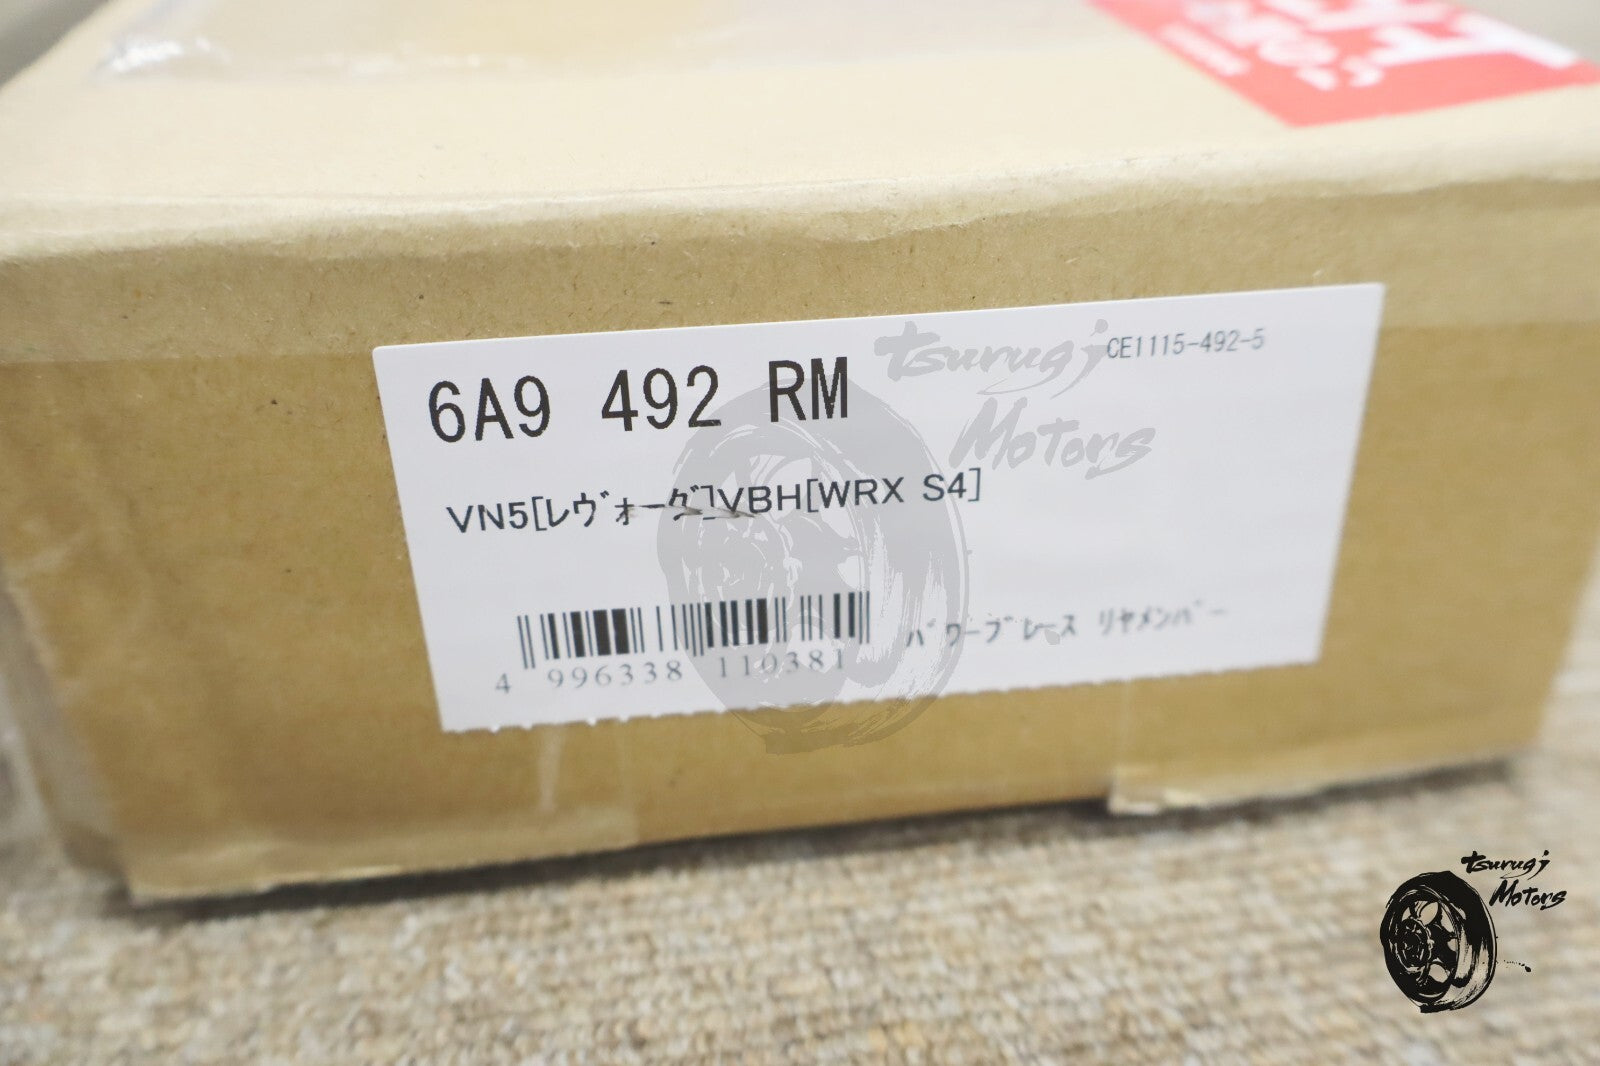 CE1115-492-5
6A9 492 RM
VN5[レヴォーグ]VBH[WRX S4]
4 996338 110381
パワーブレース リヤメンバー
tsurugi
Motors
tsurugi
Motors